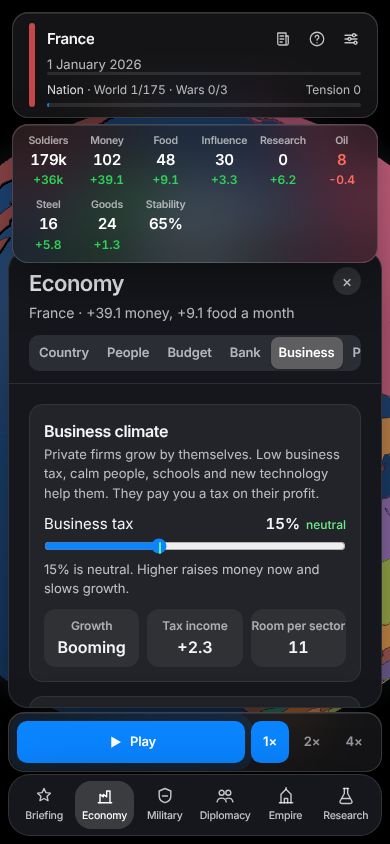 France
1 January 2026
Nation · World 1/175 · Wars 0/3 Tension 0
Soldiers Money Food Influence Research Oil
179k 102 48 30 0 8
+36k +39.1 +9.1 +3.3 +6.2 -0.4
Steel Goods Stability
16 24 65%
+5.8 +1.3
Economy
France · +39.1 money, +9.1 food a month
Country People Budget Bank Business P
Business climate
Private firms grow by themselves. Low business
tax, calm people, schools and new technology
help them. They pay you a tax on their profit.
Business tax 15% neutral
15% is neutral. Higher raises money now and
slows growth.
Growth Tax income Room per sector
Booming +2.3 11
Play 1× 2× 4×
Briefing Economy Military Diplomacy Empire Research